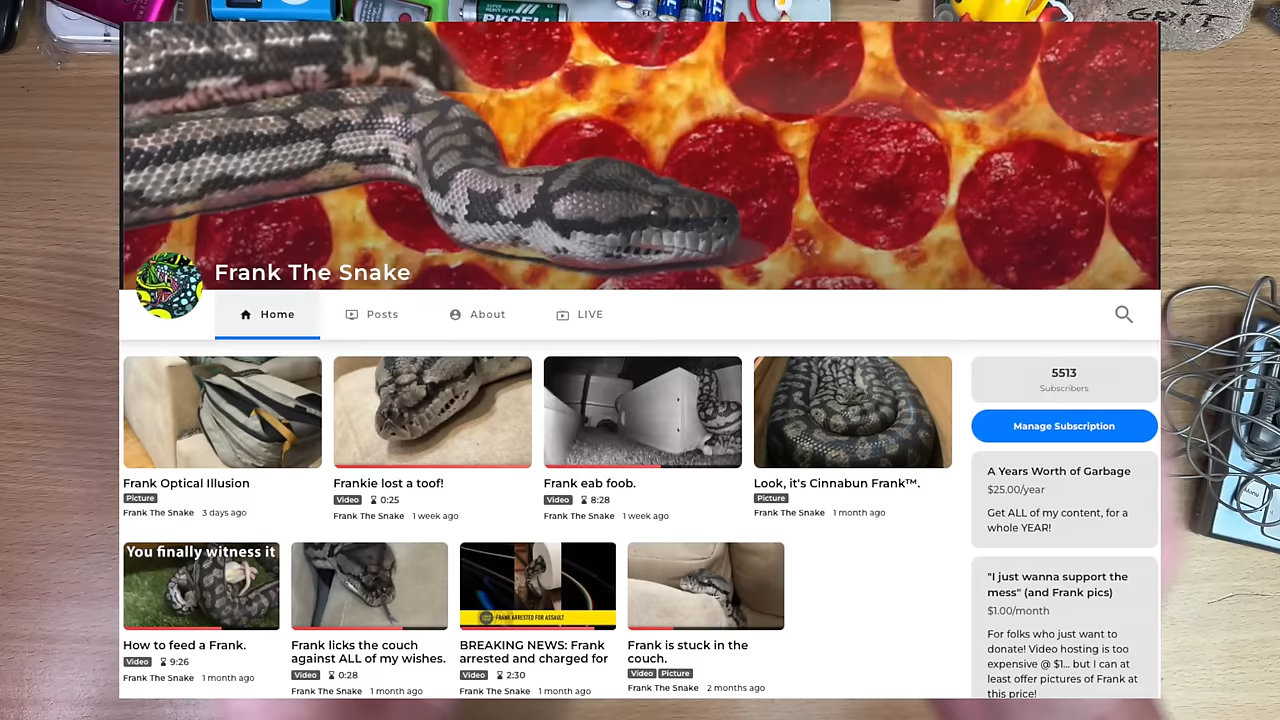 SUPER HEAVY DUTY
PKCELL
GRIT
Frank The Snake
Home
Posts
About
LIVE
5513
Subscribers
Manage Subscription
A Years Worth of Garbage
$25.00/year
Get ALL of my content, for a
whole YEAR!
"I just wanna support the
mess" (and Frank pics)
$1.00/month
For folks who just want to
donate! Video hosting is too
expensive @ $1... but I can at
least offer pictures of Frank at
this price!
Frank Optical Illusion
Picture
Frank The Snake 3 days ago
Frankie lost a toof!
Video 0:25
Frank The Snake 1 week ago
Frank eab foob.
Video 8:28
Frank The Snake 1 week ago
Look, it's Cinnabun Frank™.
Picture
Frank The Snake 1 month ago
You finally witness it
How to feed a Frank.
Video 9:26
Frank The Snake 1 month ago
Frank licks the couch
against ALL of my wishes.
Video 0:28
Frank The Snake 1 month ago
FRANK ARRESTED FOR ASSAULT
BREAKING NEWS: Frank
arrested and charged for
Video 2:30
Frank The Snake 1 month ago
Frank is stuck in the
couch.
Video Picture
Frank The Snake 2 months ago
Menu